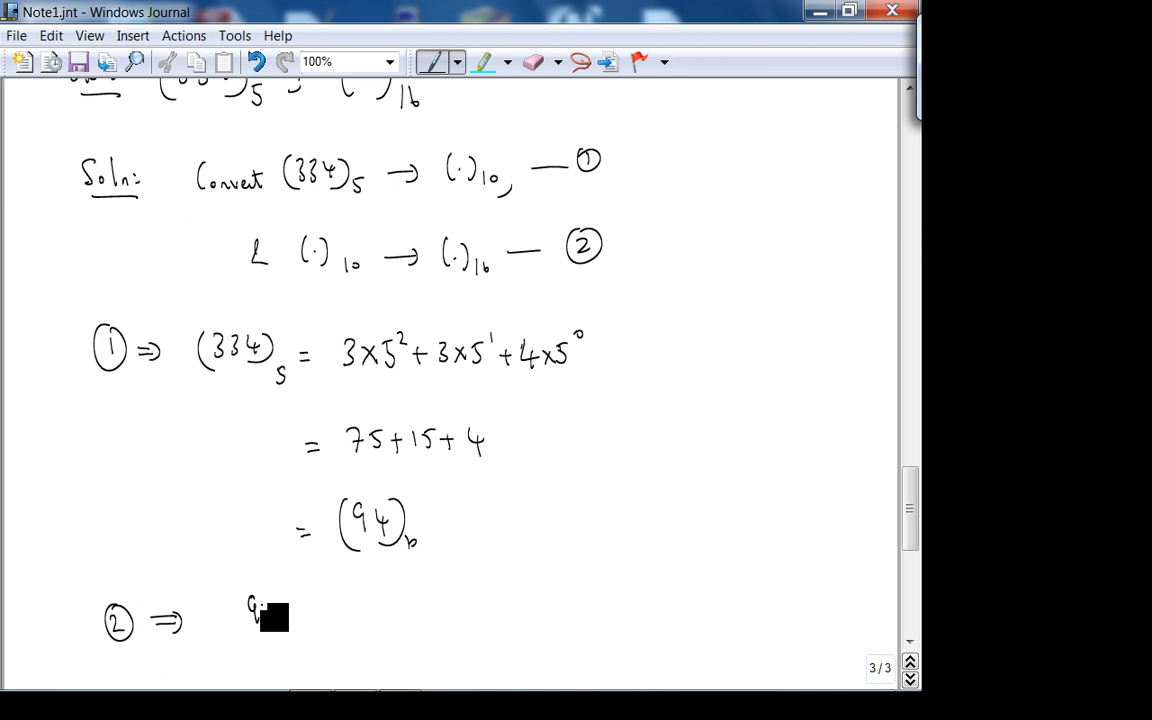 Note1.jnt - Windows Journal
File Edit View Insert Actions Tools Help
100%
Soln: Convert (334)5 → (·)10, — ①
& (·)10 → (·)16 — ②
① ⇒ (334)5 = 3×5² + 3×5¹ + 4×5⁰
= 75+15+4
= (94)10
② ⇒ 9
3/3